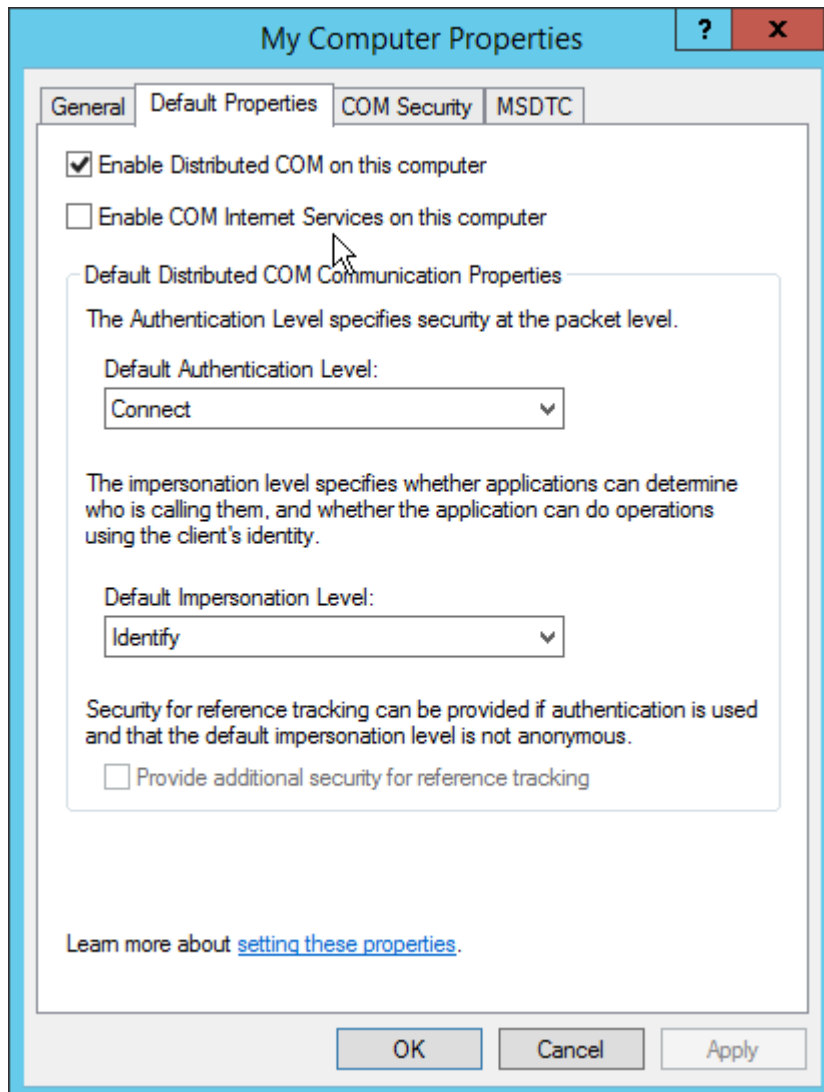 My Computer Properties
?
x
General
Default Properties
COM Security
MSDTC
Enable Distributed COM on this computer
Enable COM Internet Services on this computer
Default Distributed COM Communication Properties
The Authentication Level specifies security at the packet level.
Default Authentication Level:
Connect
The impersonation level specifies whether applications can determine
who is calling them, and whether the application can do operations
using the client's identity.
Default Impersonation Level:
Identify
Security for reference tracking can be provided if authentication is used
and that the default impersonation level is not anonymous.
Provide additional security for reference tracking
Learn more about setting these properties.
OK
Cancel
Apply